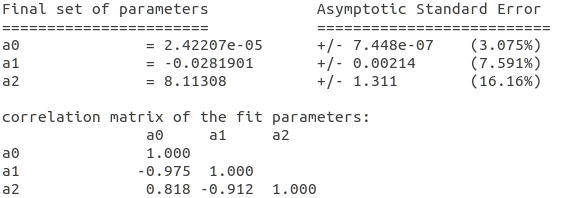 Final set of parameters            Asymptotic Standard Error
=======================            ==========================
a0              = 2.42207e-05      +/- 7.448e-07    (3.075%)
a1              = -0.0281901       +/- 0.00214      (7.591%)
a2              = 8.11308          +/- 1.311        (16.16%)
correlation matrix of the fit parameters:
                a0     a1     a2
a0              1.000
a1             -0.975  1.000
a2              0.818 -0.912  1.000